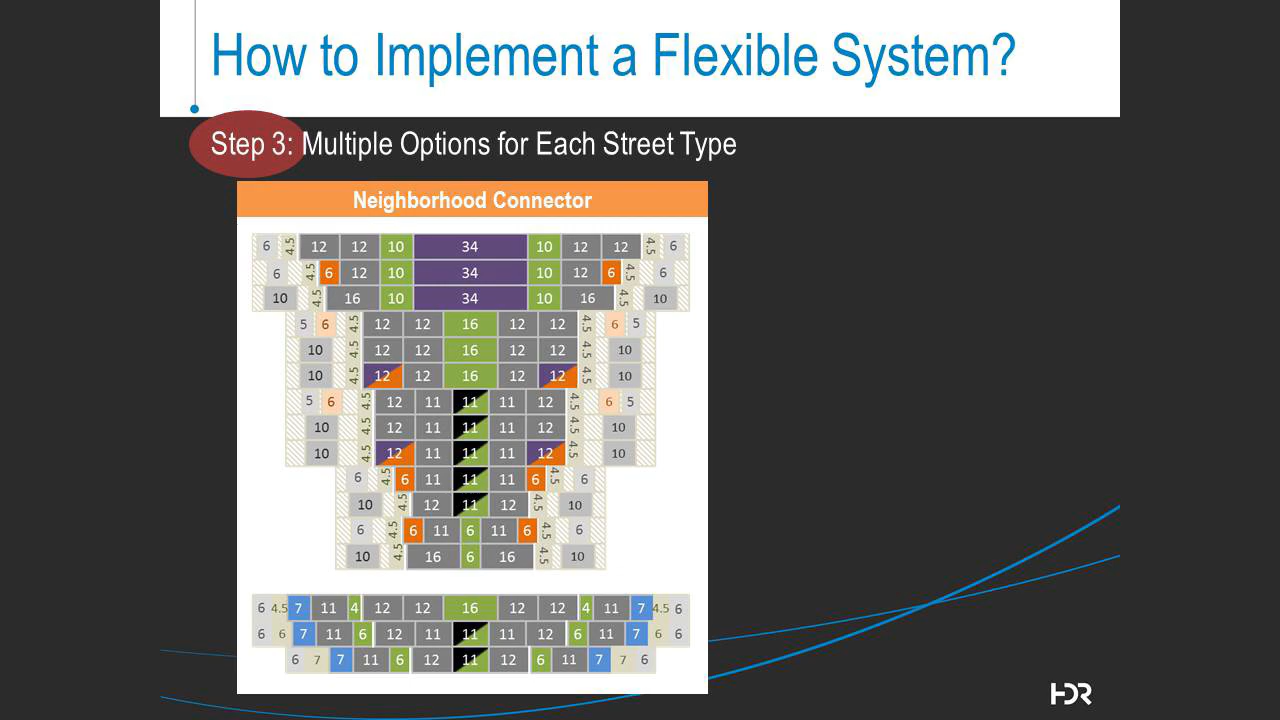 How to Implement a Flexible System?
Step 3: Multiple Options for Each Street Type
Neighborhood Connector
6 4.5 12 12 10 34 10 12 12 4.5 6
6 4.5 6 12 10 34 10 12 6 4.5 6
10 4.5 16 10 34 10 16 4.5 10
5 6 4.5 12 12 16 12 12 4.5 6 5
10 4.5 12 12 16 12 12 4.5 10
10 4.5 12 12 16 12 12 4.5 10
5 6 4.5 12 11 11 11 12 4.5 6 5
10 4.5 12 11 11 11 12 4.5 10
10 4.5 12 11 11 11 12 4.5 10
6 4.5 6 11 11 11 6 4.5 6
10 4.5 12 11 12 4.5 10
6 4.5 6 11 6 11 6 4.5 6
10 4.5 16 6 16 4.5 10
6 4.5 7 11 4 12 12 16 12 12 4 11 7 4.5 6
6 6 7 11 6 12 11 11 11 12 6 11 7 6 6
6 7 7 11 6 12 11 12 6 11 7 7 6
HDR